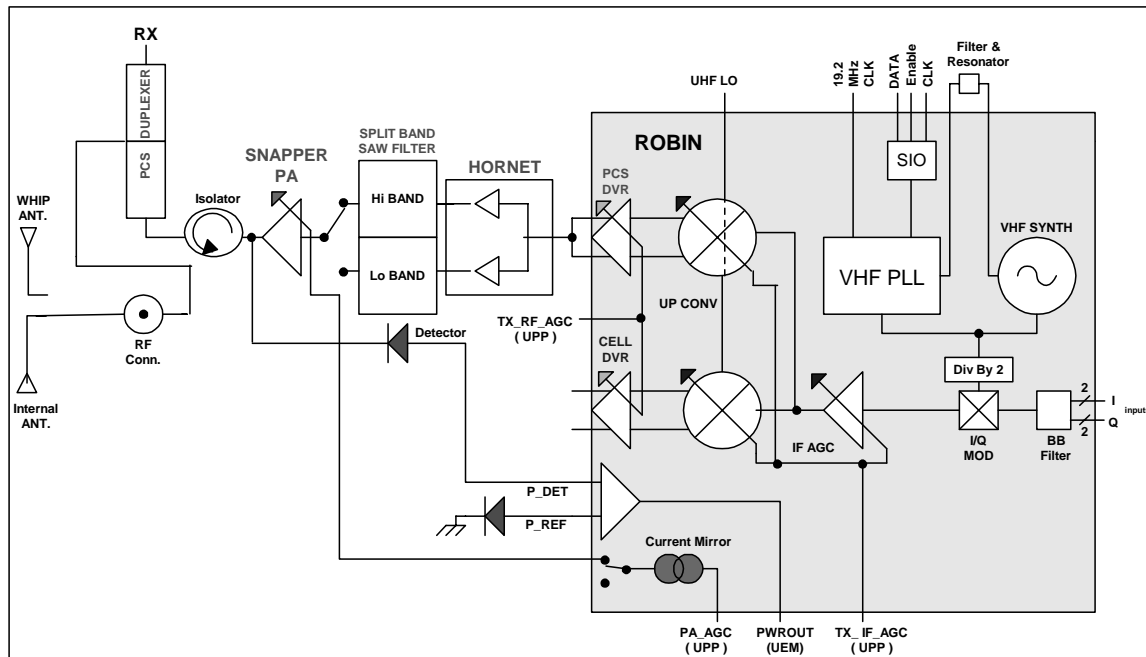 RX
DUPLEXER
PCS
WHIP
ANT.
Isolator
SNAPPER
PA
SPLIT BAND
SAW FILTER
Hi BAND
Lo BAND
HORNET
RF
Conn.
Internal
ANT.
Detector
TX_RF_AGC
( UPP )
ROBIN
PCS
DVR
UHF LO
UP CONV
CELL
DVR
19.2
MHz
CLK
DATA
Enable
CLK
SIO
Filter &
Resonator
VHF PLL
VHF SYNTH
Div By 2
IF AGC
I/Q
MOD
BB
Filter
2
I
input
Q
2
P_DET
P_REF
Current Mirror
PA_AGC
( UPP )
PWROUT
(UEM)
TX_ IF_AGC
( UPP )